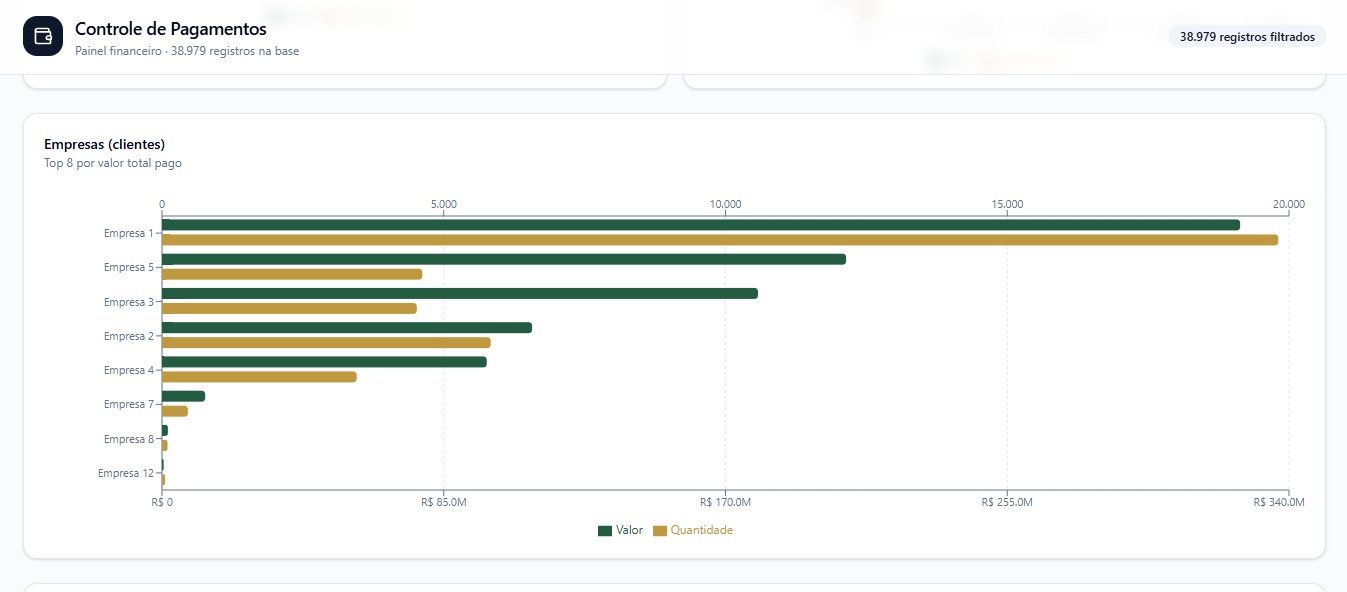 Controle de Pagamentos
Painel financeiro · 38.979 registros na base
38.979 registros filtrados
Empresas (clientes)
Top 8 por valor total pago
0 5.000 10.000 15.000 20.000
Empresa 1
Empresa 5
Empresa 3
Empresa 2
Empresa 4
Empresa 7
Empresa 8
Empresa 12
R$ 0 R$ 85.0M R$ 170.0M R$ 255.0M R$ 340.0M
Valor Quantidade